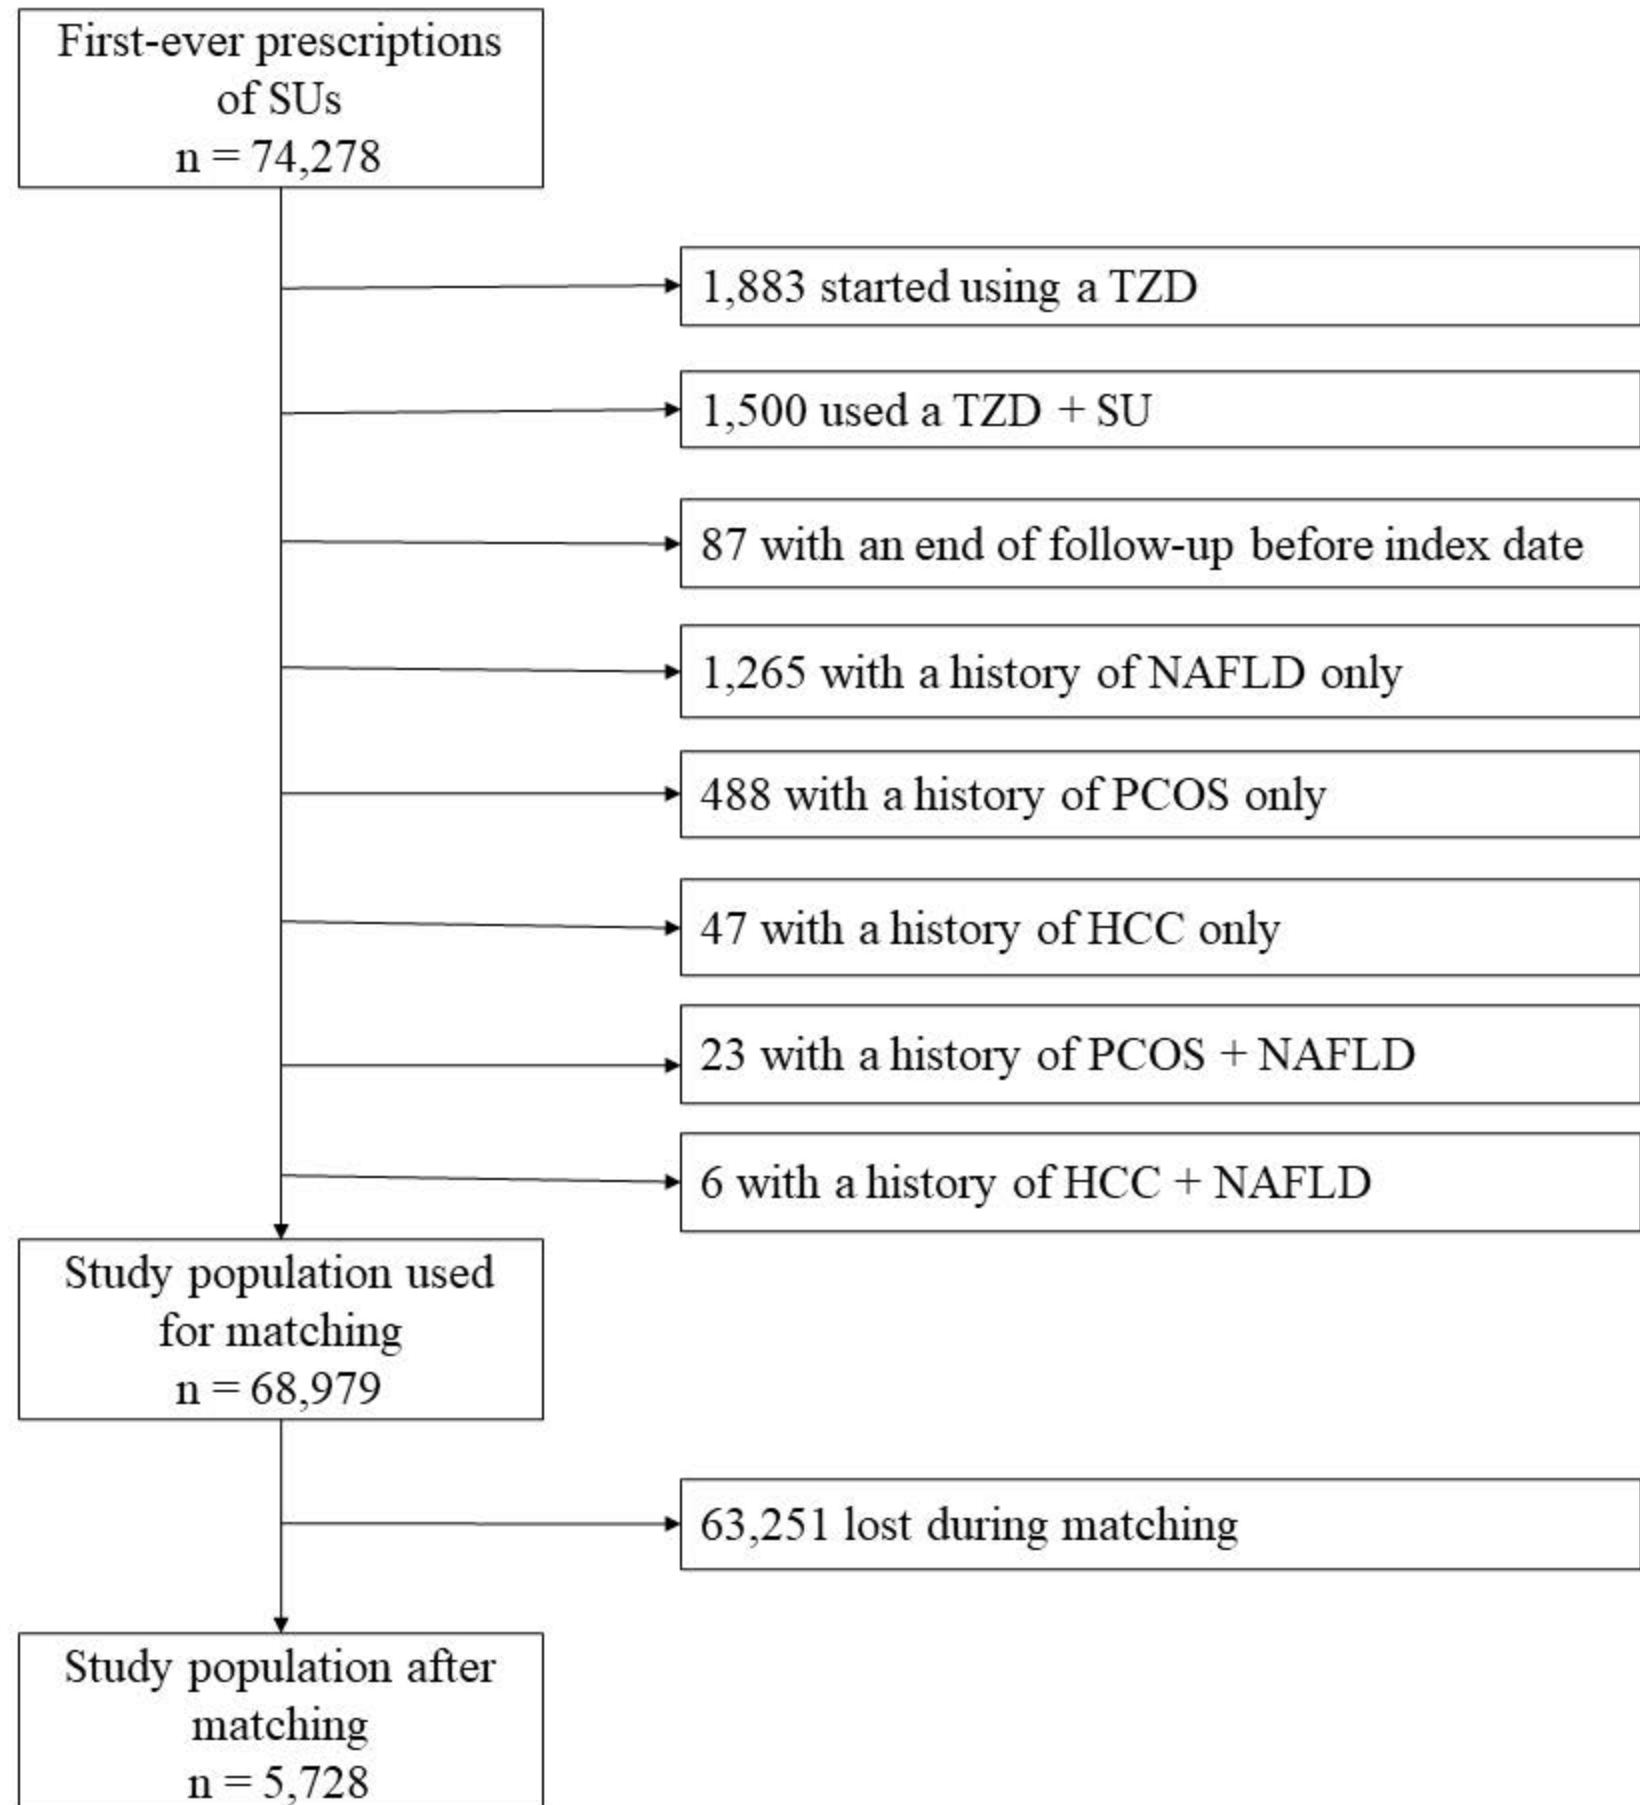 First-ever prescriptions
of SUs
n = 74,278
1,883 started using a TZD
1,500 used a TZD + SU
87 with an end of follow-up before index date
1,265 with a history of NAFLD only
488 with a history of PCOS only
47 with a history of HCC only
23 with a history of PCOS + NAFLD
6 with a history of HCC + NAFLD
Study population used
for matching
n = 68,979
63,251 lost during matching
Study population after
matching
n = 5,728